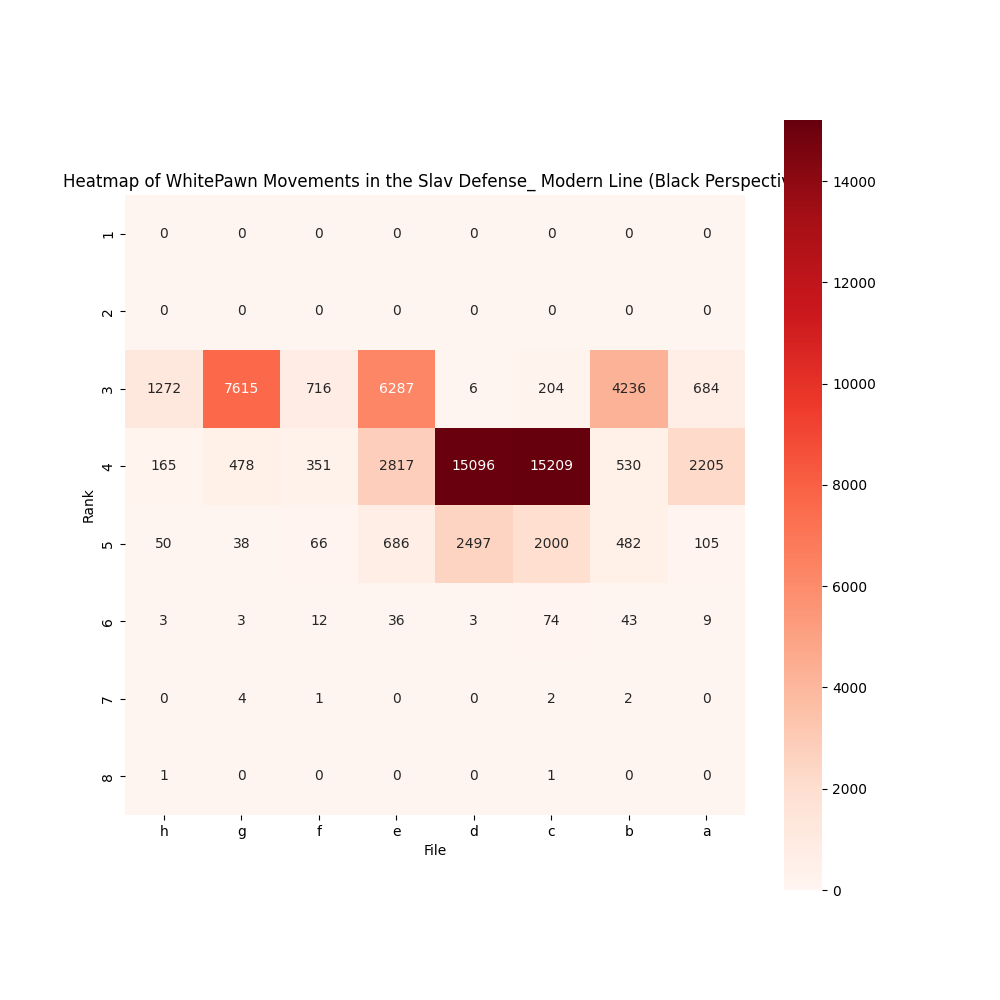 Heatmap of WhitePawn Movements in the Slav Defense_ Modern Line (Black Perspectiv
14000
12000
10000
8000
6000
4000
2000
0
Rank
1 0 0 0 0 0 0 0 0
2 0 0 0 0 0 0 0 0
3 1272 7615 716 6287 6 204 4236 684
4 165 478 351 2817 15096 15209 530 2205
5 50 38 66 686 2497 2000 482 105
6 3 3 12 36 3 74 43 9
7 0 4 1 0 0 2 2 0
8 1 0 0 0 0 1 0 0
h g f e d c b a
File